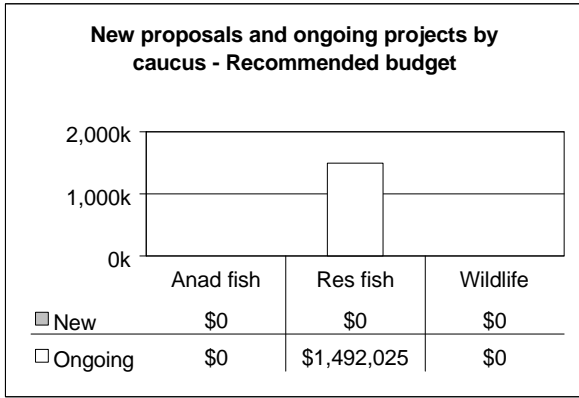 New proposals and ongoing projects by
caucus - Recommended budget
2,000k
1,000k
0k
Anad fish Res fish Wildlife
New $0 $0 $0
Ongoing $0 $1,492,025 $0